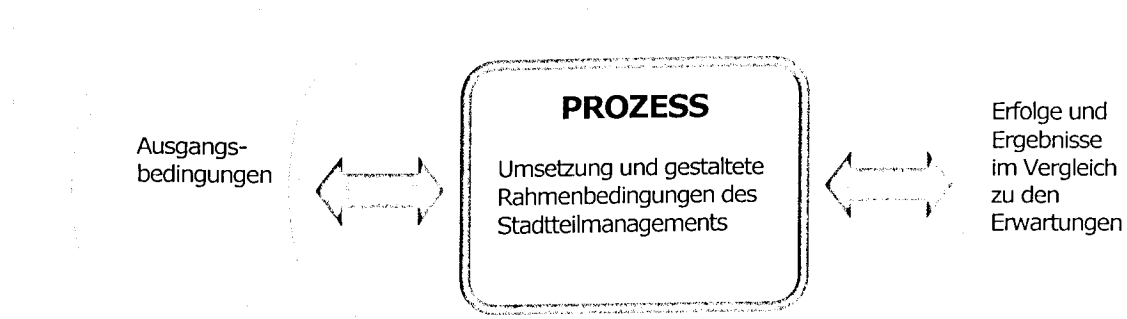 Ausgangs-
bedingungen
PROZESS
Umsetzung und gestaltete
Rahmenbedingungen des
Stadtteilmanagements
Erfolge und
Ergebnisse
im Vergleich
zu den
Erwartungen